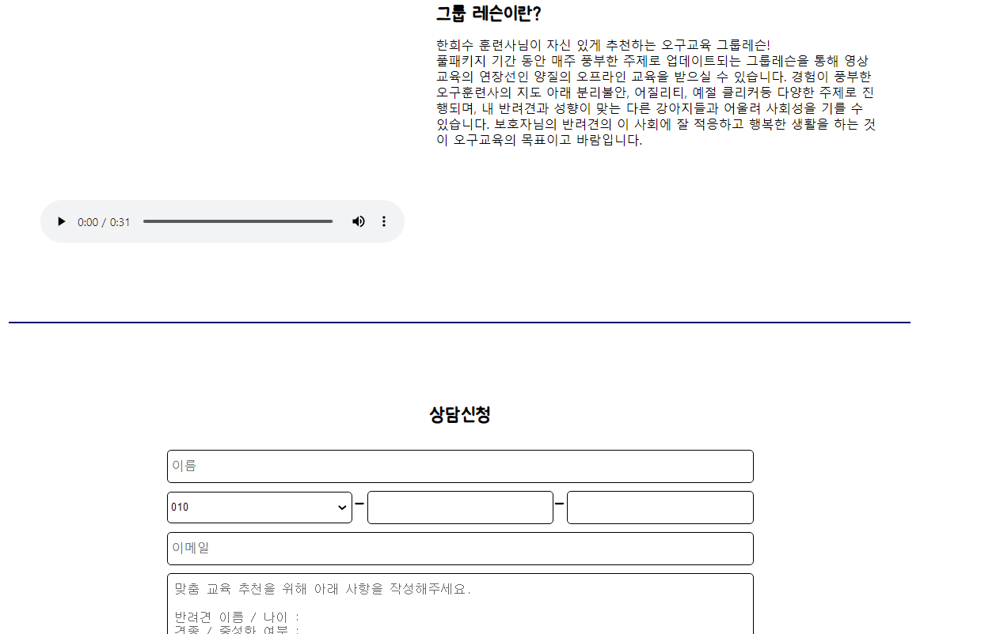 그룹 레슨이란?
한희수 훈련사님이 자신 있게 추천하는 오구교육 그룹레슨!
풀패키지 기간 동안 매주 풍부한 주제로 업데이트되는 그룹레슨을 통해 영상
교육의 연장선인 양질의 오프라인 교육을 받으실 수 있습니다. 경험이 풍부한
오구훈련사의 지도 아래 분리불안, 어질리티, 예절 클리커등 다양한 주제로 진
행되며, 내 반려견과 성향이 맞는 다른 강아지들과 어울려 사회성을 기를 수
있습니다. 보호자님의 반려견의 이 사회에 잘 적응하고 행복한 생활을 하는 것
이 오구교육의 목표이고 바람입니다.
0:00 / 0:31
상담신청
이름
010 - -
이메일
맞춤 교육 추천을 위해 아래 사항을 작성해주세요.
반려견 이름 / 나이 :
견종 / 중성화 여부 :